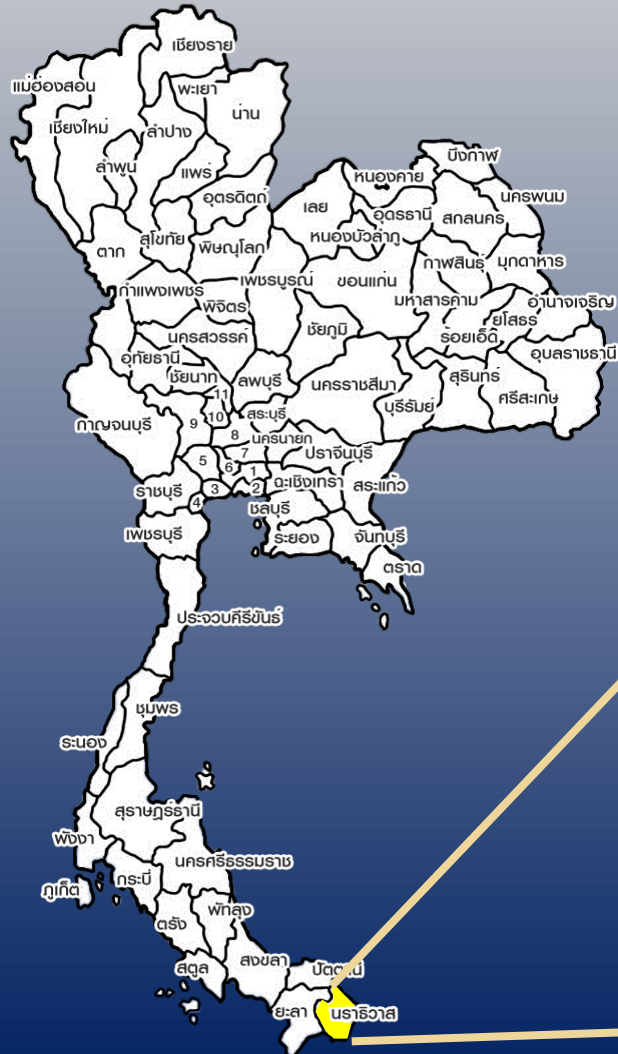 เชียงราย
แม่ฮ่องสอน
พะเยา
น่าน
เชียงใหม่
ลำปาง
ลำพูน
แพร่
บึงกาฬ
หนองคาย
อุตรดิตถ์
เลย
นครพนม
อุดรธานี
สกลนคร
สุโขทัย
หนองบัวลำภู
ตาก
พิษณุโลก
กาฬสินธุ์
มุกดาหาร
เพชรบูรณ์
ขอนแก่น
กำแพงเพชร
มหาสารคาม
อำนาจเจริญ
พิจิตร
ยโสธร
ชัยภูมิ
นครสวรรค์
ร้อยเอ็ด
อุทัยธานี
อุบลราชธานี
ชัยนาท
ลพบุรี
นครราชสีมา
สุรินทร์
11
ศรีสะเกษ
บุรีรัมย์
10
สระบุรี
กาญจนบุรี
9
8
นครนายก
7
ปราจีนบุรี
5
6
1
ฉะเชิงเทรา
สระแก้ว
ราชบุรี
3
2
4
ชลบุรี
เพชรบุรี
ระยอง
จันทบุรี
ตราด
ประจวบคีรีขันธ์
ชุมพร
ระนอง
สุราษฎร์ธานี
พังงา
นครศรีธรรมราช
กระบี่
ภูเก็ต
พัทลุง
ตรัง
สงขลา
สตูล
ปัตตานี
ยะลา
นราธิวาส